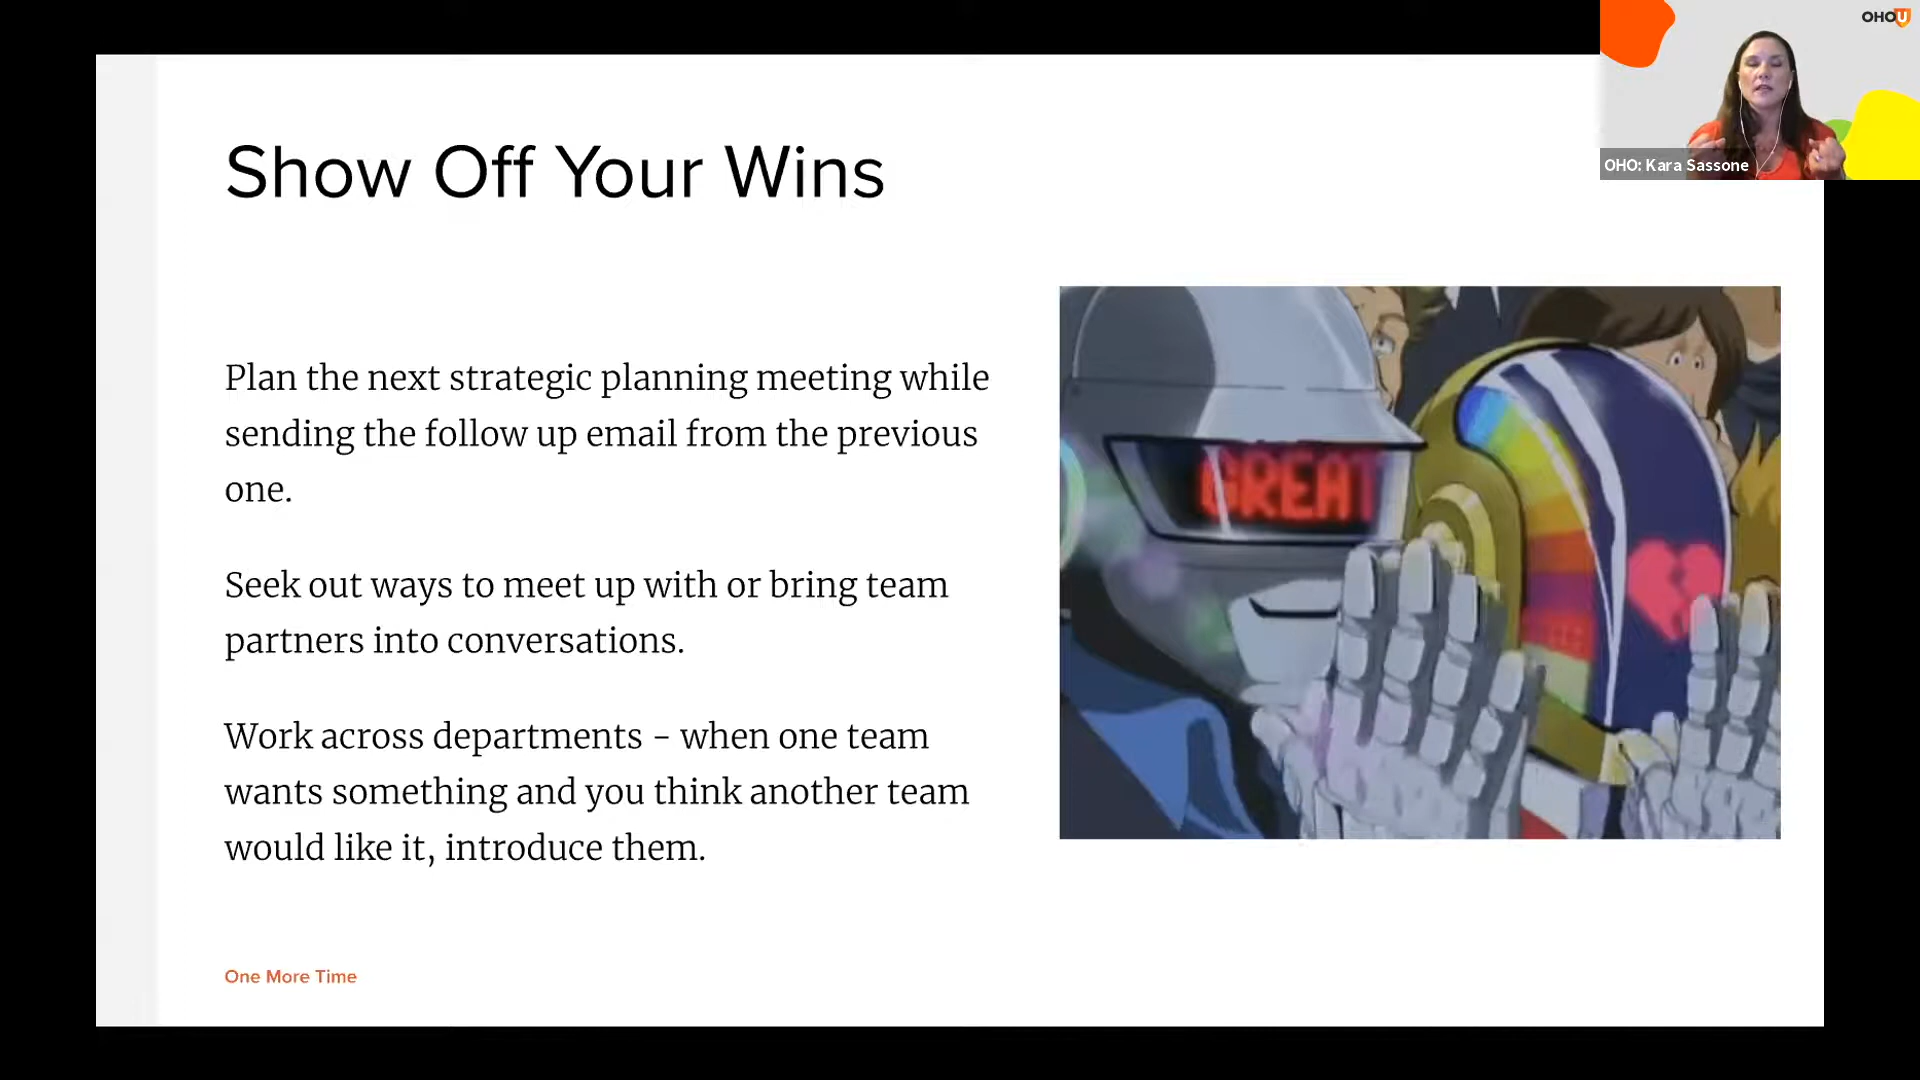 OHOU
OHO: Kara Sassone
Show Off Your Wins
Plan the next strategic planning meeting while
sending the follow up email from the previous
one.
Seek out ways to meet up with or bring team
partners into conversations.
Work across departments - when one team
wants something and you think another team
would like it, introduce them.
GREAT
One More Time